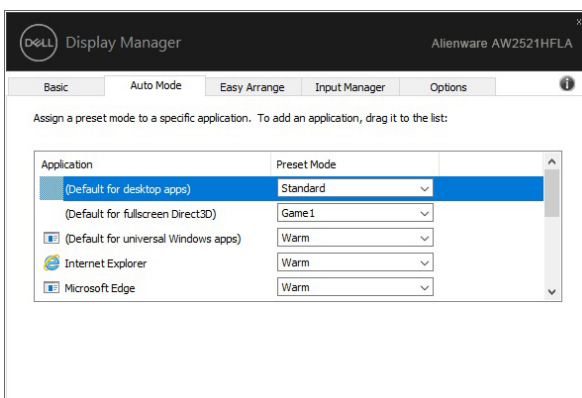 DELL Display Manager Alienware AW2521HFLA
Basic Auto Mode Easy Arrange Input Manager Options
Assign a preset mode to a specific application. To add an application, drag it to the list:
Application Preset Mode
(Default for desktop apps) Standard
(Default for fullscreen Direct3D) Game1
(Default for universal Windows apps) Warm
Internet Explorer Warm
Microsoft Edge Warm